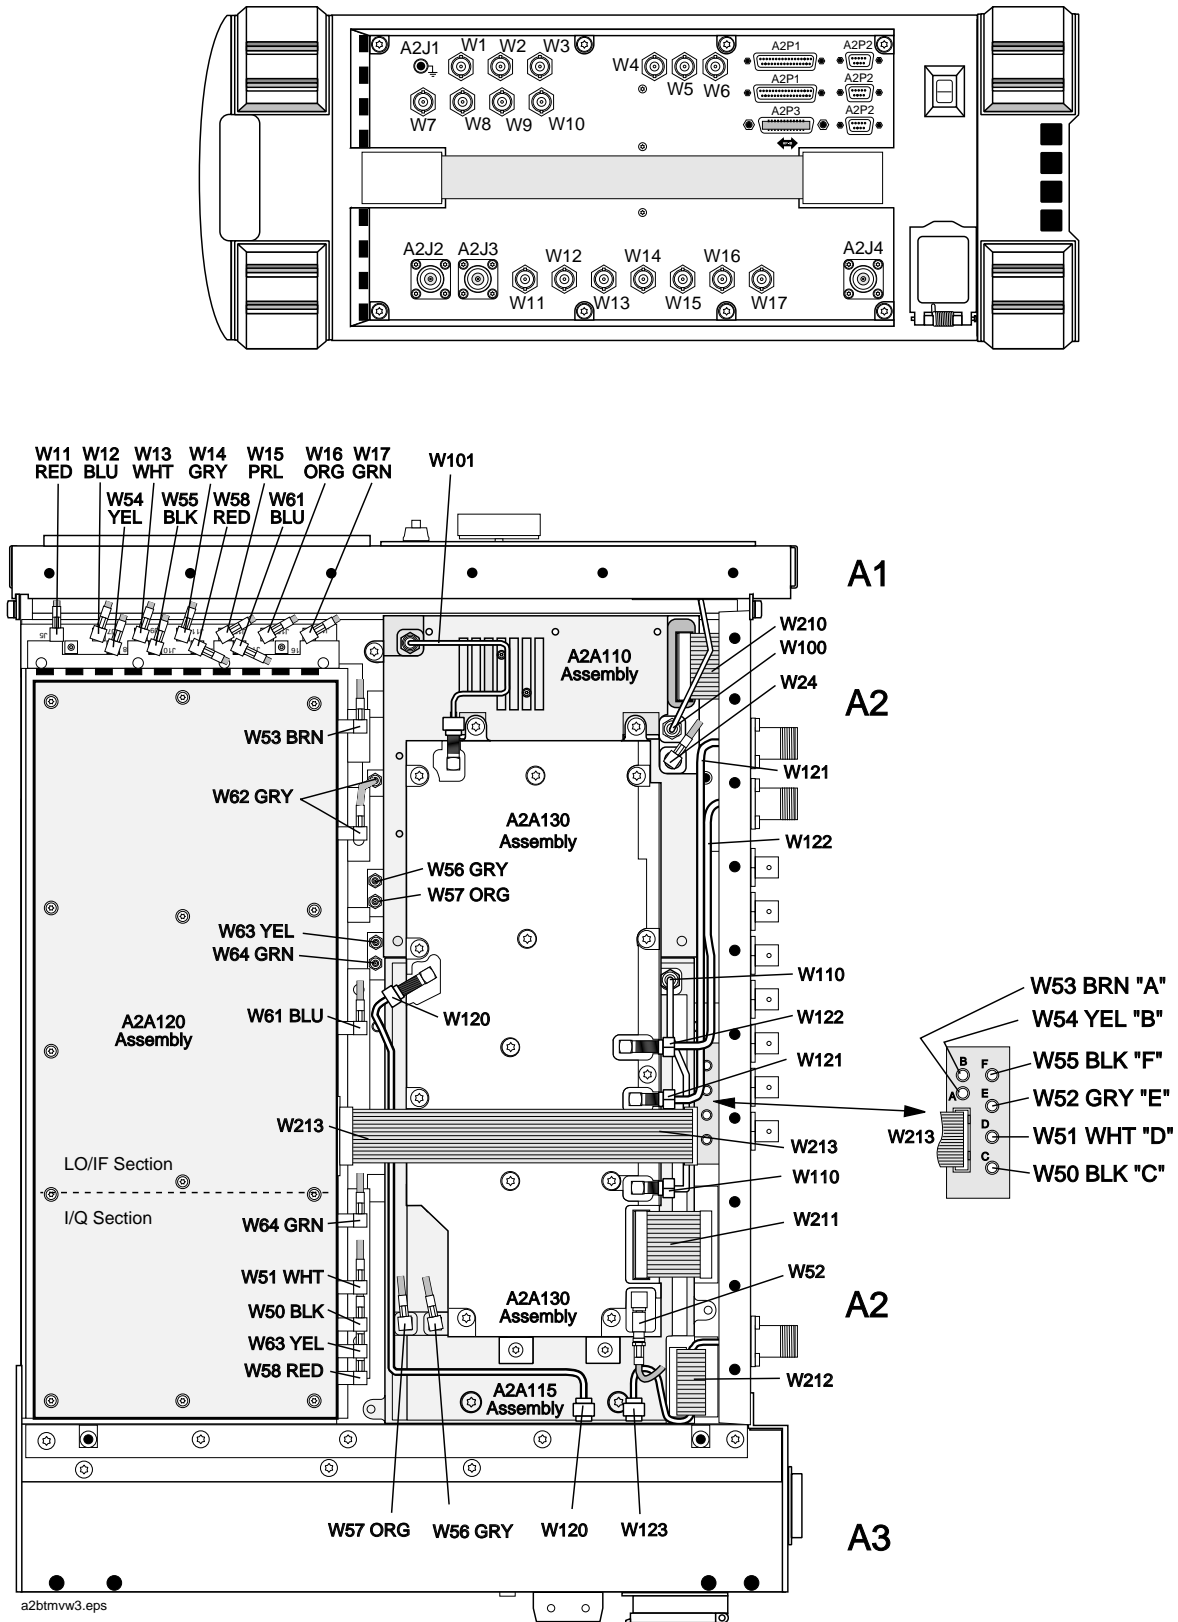 A2J1 W1 W2 W3
W4 W5 W6
A2P1 A2P2
A2P1 A2P2
A2P3 A2P2
W7 W8 W9 W10
A2J2 A2J3 W12 W14 W16 A2J4
W11 W13 W15 W17
W11 RED
W12 BLU
W13 WHT
W14 GRY
W15 PRL
W16 ORG
W17 GRN
W101
W54 YEL
W55 BLK
W58 RED
W61 BLU
A1
J5
J10
16
A2A110
Assembly
W210
W100
W24
A2
W53 BRN
W121
W62 GRY
A2A130
Assembly
W122
W56 GRY
W57 ORG
W63 YEL
W64 GRN
W110
W61 BLU
W120
W122
A2A120
Assembly
W121
W53 BRN "A"
W54 YEL "B"
W55 BLK "F"
W52 GRY "E"
W51 WHT "D"
W50 BLK "C"
B F
A E
D
C
W213
W213
W213
LO/IF Section
I/Q Section
W110
W64 GRN
W211
W51 WHT
W52
W50 BLK
A2A130
Assembly
A2
W63 YEL
W58 RED
A2A115
Assembly
W212
W57 ORG
W56 GRY
W120
W123
A3
a2btmvw3.eps